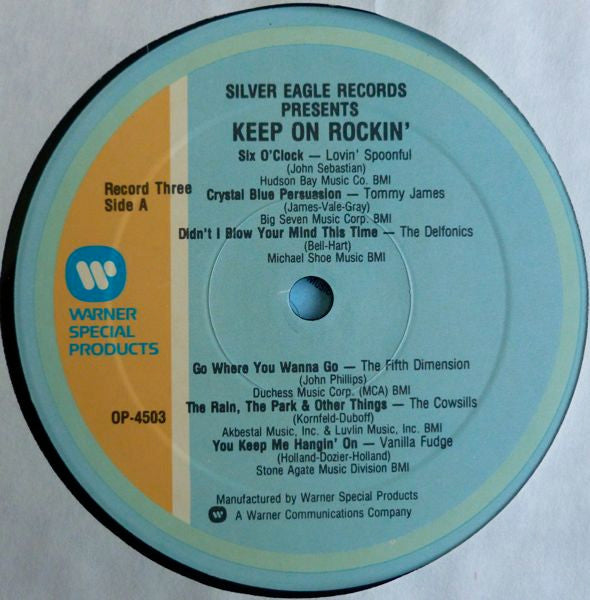 SILVER EAGLE RECORDS
PRESENTS
KEEP ON ROCKIN'
Six O'Clock — Lovin' Spoonful
(John Sebastian)
Hudson Bay Music Co. BMI
Record Three
Side A
Crystal Blue Persuasion — Tommy James
(James-Vale-Gray)
Big Seven Music Corp. BMI
Didn't I Blow Your Mind This Time — The Delfonics
(Bell-Hart)
Michael Shoe Music BMI
WARNER
SPECIAL
PRODUCTS
Go Where You Wanna Go — The Fifth Dimension
(John Phillips)
Duchess Music Corp. (MCA) BMI
OP-4503
The Rain, The Park & Other Things — The Cowsills
(Kornfeld-Duboff)
Akbestal Music, Inc. & Luvlin Music, Inc. BMI
You Keep Me Hangin' On — Vanilla Fudge
(Holland-Dozier-Holland)
Stone Agate Music Division BMI
Manufactured by Warner Special Products
A Warner Communications Company